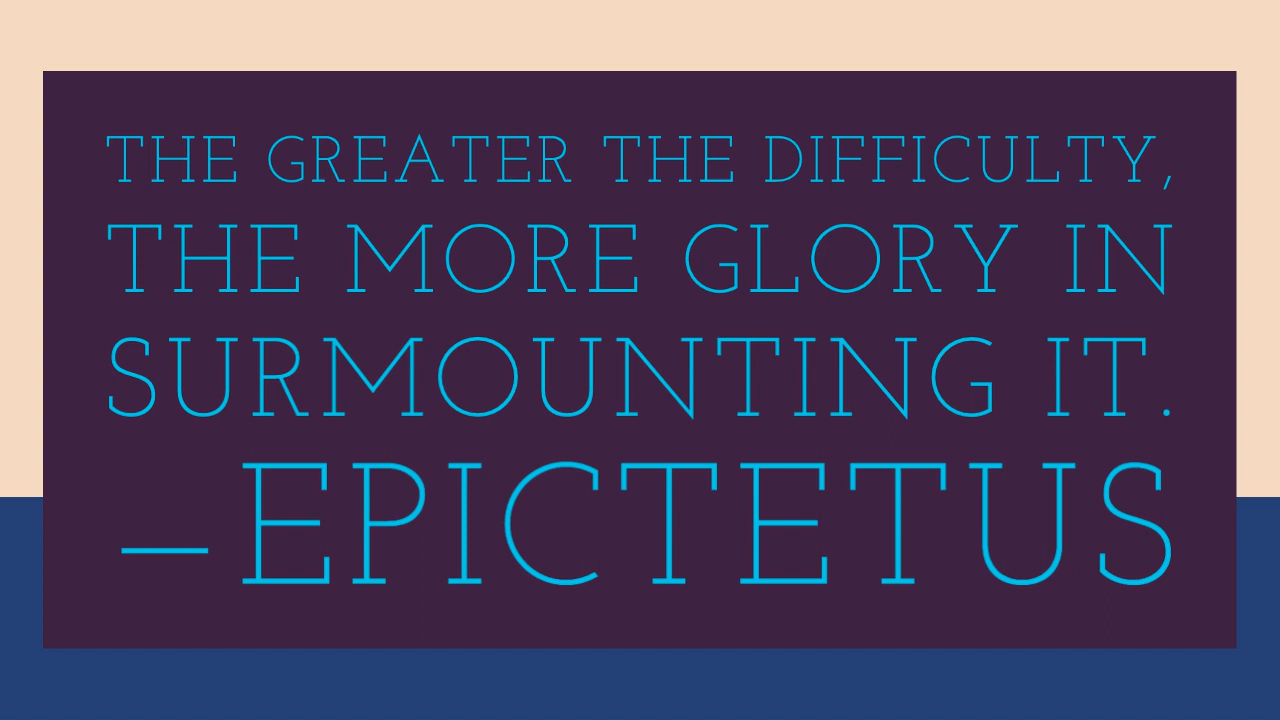 THE GREATER THE DIFFICULTY,
THE MORE GLORY IN
SURMOUNTING IT.
—EPICTETUS